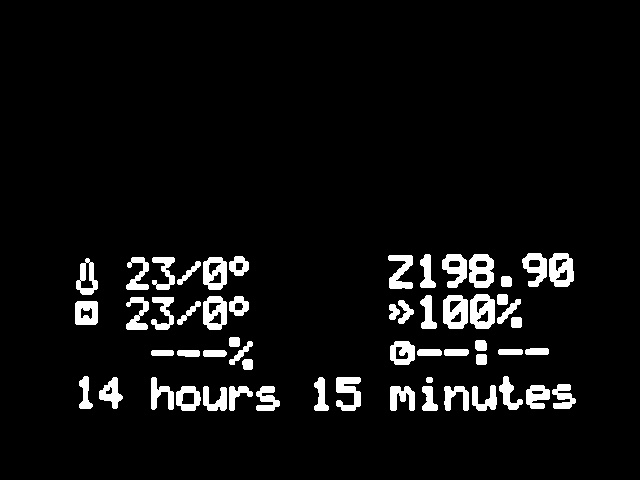 23/0° Z198.90
23/0° »100%
---% --:--
14 hours 15 minutes